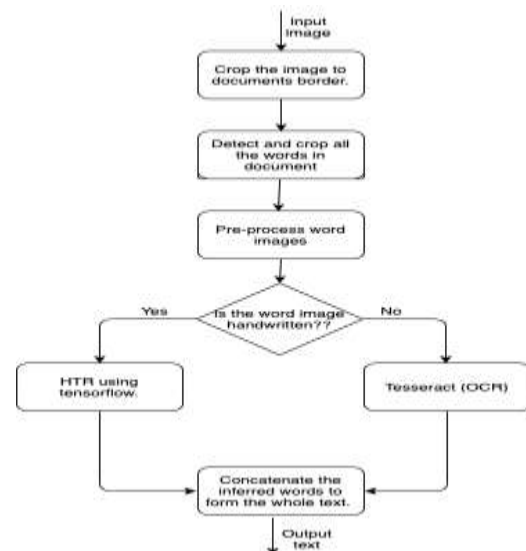 Input
image
Crop the image to
documents border.
Detect and crop all
the words in
document
Pre-process word
images
Is the word image
handwritten??
Yes
No
HTR using
tensorflow.
Tesseract (OCR)
Concatenate the
inferred words to
form the whole text.
Output
text